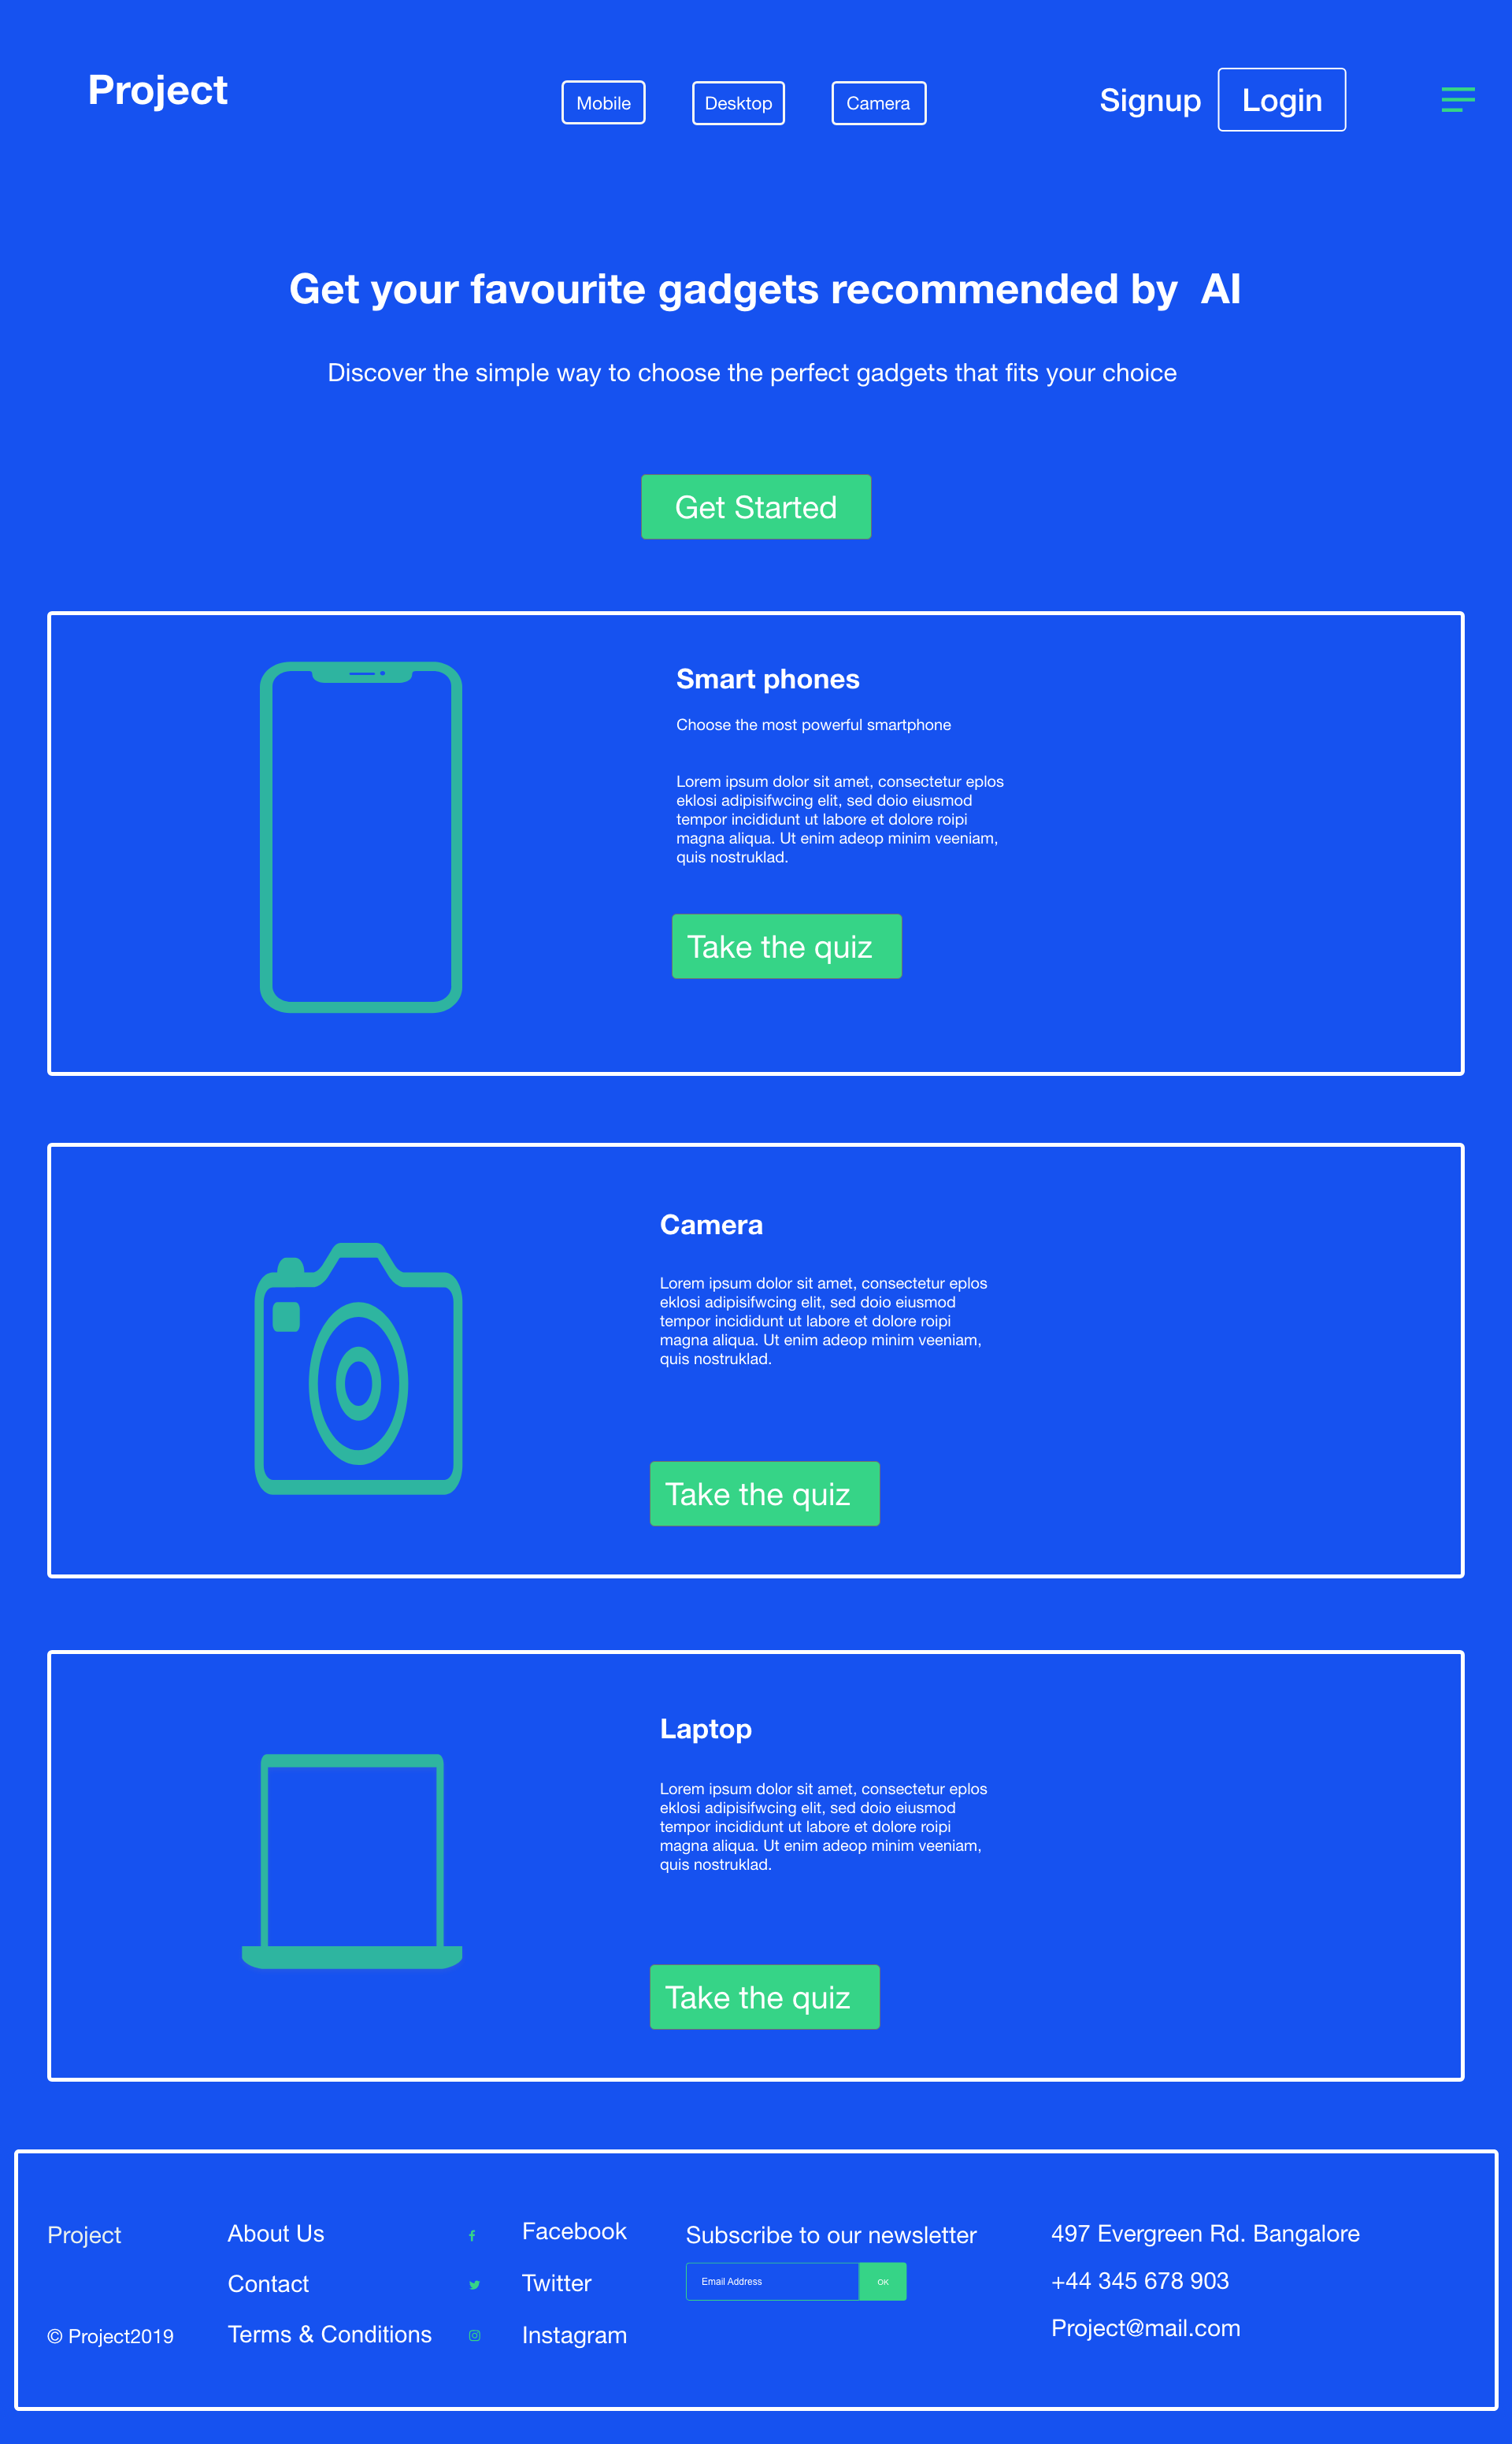 Project
Mobile
Desktop
Camera
Signup
Login
Get your favourite gadgets recommended by  AI
Discover the simple way to choose the perfect gadgets that fits your choice
Get Started
Smart phones
Choose the most powerful smartphone
Lorem ipsum dolor sit amet, consectetur eplos
eklosi adipisifwcing elit, sed doio eiusmod
tempor incididunt ut labore et dolore roipi
magna aliqua. Ut enim adeop minim veeniam,
quis nostruklad.
Take the quiz
Camera
Lorem ipsum dolor sit amet, consectetur eplos
eklosi adipisifwcing elit, sed doio eiusmod
tempor incididunt ut labore et dolore roipi
magna aliqua. Ut enim adeop minim veeniam,
quis nostruklad.
Take the quiz
Laptop
Lorem ipsum dolor sit amet, consectetur eplos
eklosi adipisifwcing elit, sed doio eiusmod
tempor incididunt ut labore et dolore roipi
magna aliqua. Ut enim adeop minim veeniam,
quis nostruklad.
Take the quiz
Project
© Project2019
About Us
Contact
Terms & Conditions
Facebook
Twitter
Instagram
Subscribe to our newsletter
Email Address
OK
497 Evergreen Rd. Bangalore
+44 345 678 903
Project@mail.com